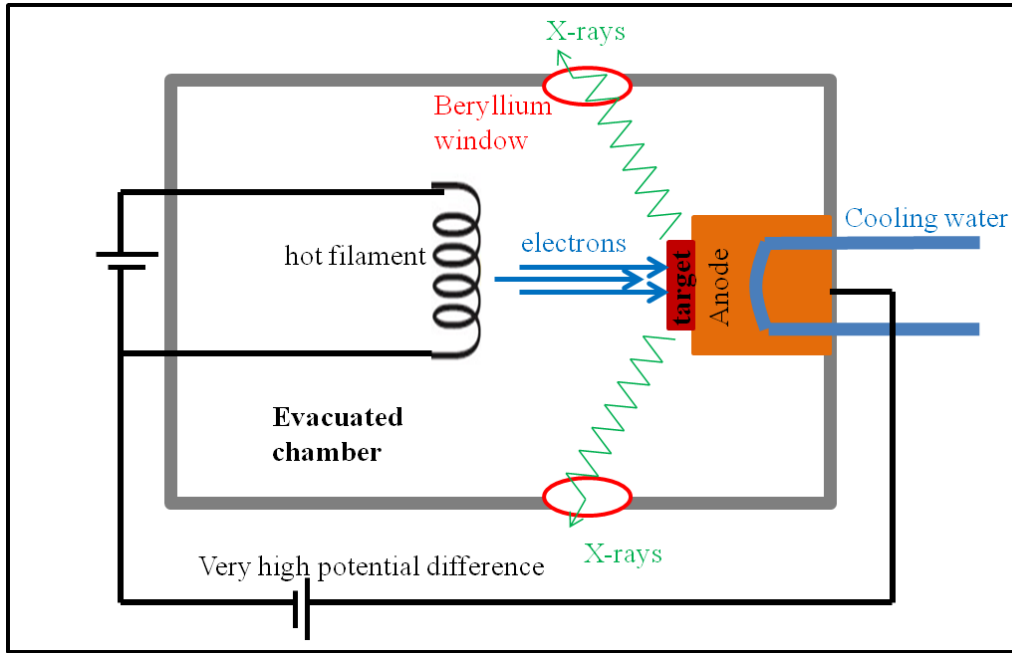 X-rays
Beryllium
window
Cooling water
hot filament
electrons
target
Anode
Evacuated
chamber
X-rays
Very high potential difference